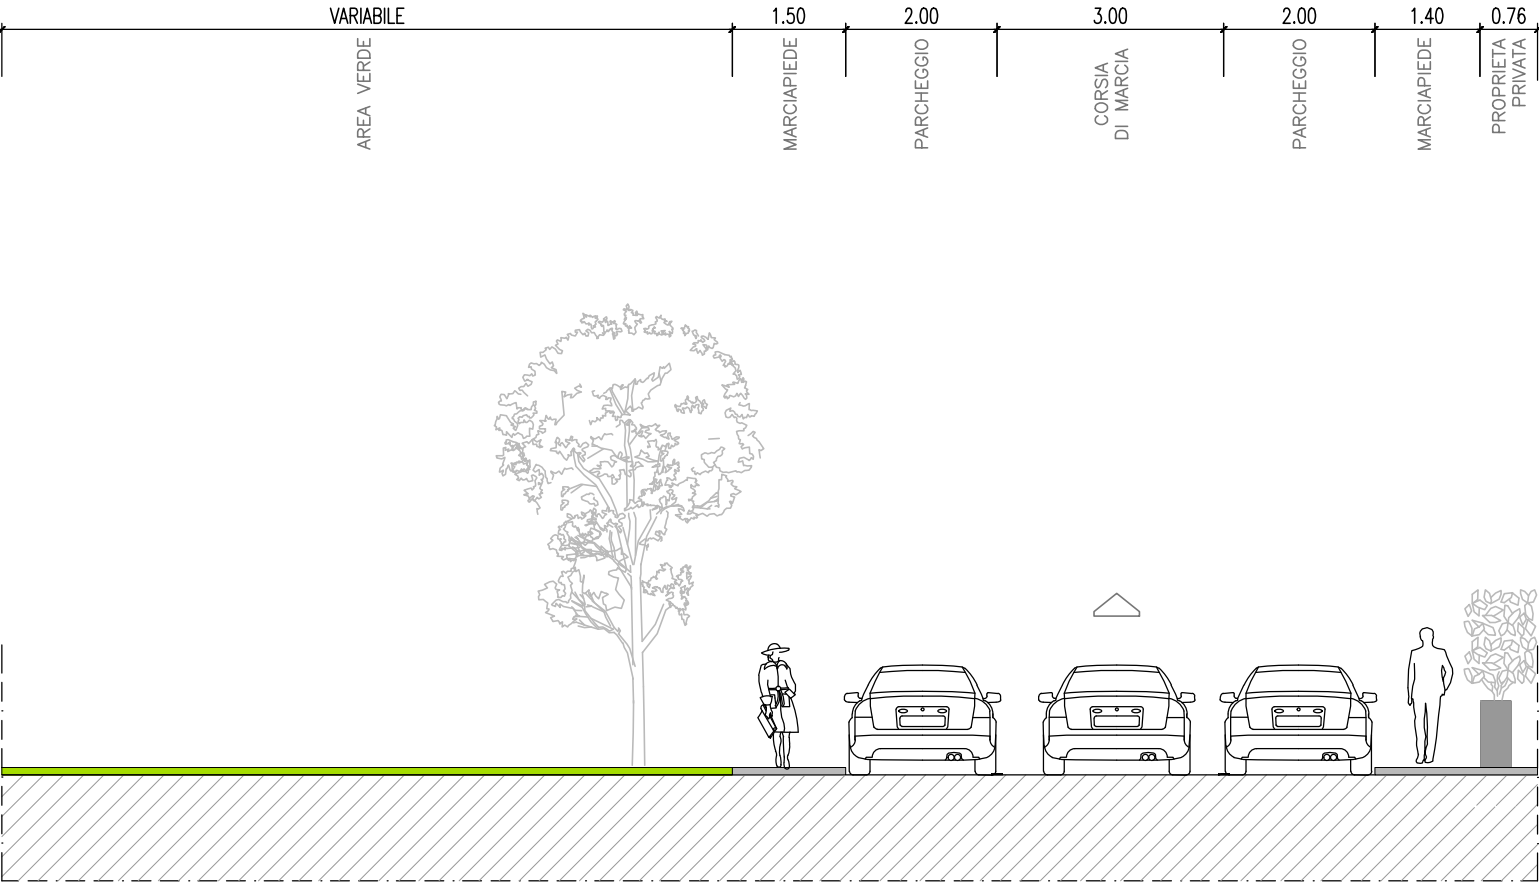 VARIABILE
1.50
2.00
3.00
2.00
1.40
0.76
AREA VERDE
MARCIAPIEDE
PARCHEGGIO
CORSIA
DI MARCIA
PARCHEGGIO
MARCIAPIEDE
PROPRIETA
PRIVATA